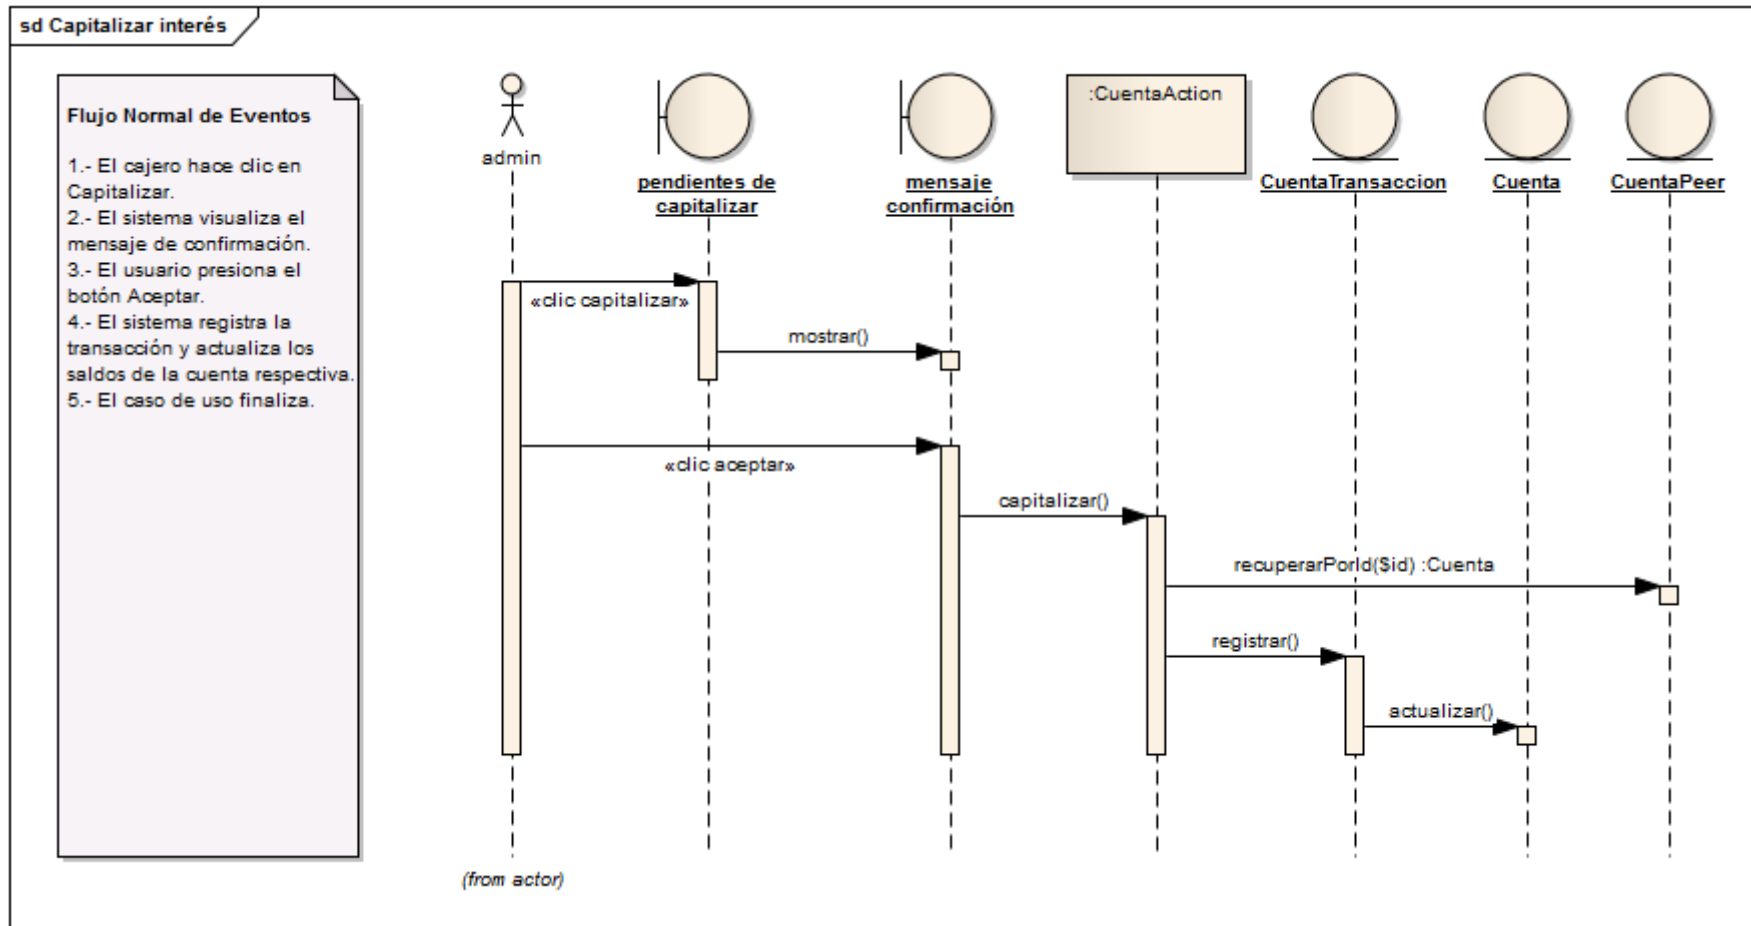 sd Capitalizar interés
Flujo Normal de Eventos
1.- El cajero hace clic en
Capitalizar.
2.- El sistema visualiza el
mensaje de confirmación.
3.- El usuario presiona el
botón Aceptar.
4.- El sistema registra la
transacción y actualiza los
saldos de la cuenta respectiva.
5.- El caso de uso finaliza.
admin
pendientes de
capitalizar
mensaje
confirmación
:CuentaAction
CuentaTransaccion
Cuenta
CuentaPeer
«clic capitalizar»
mostrar()
«clic aceptar»
capitalizar()
recuperarPorId($id) :Cuenta
registrar()
actualizar()
(from actor)